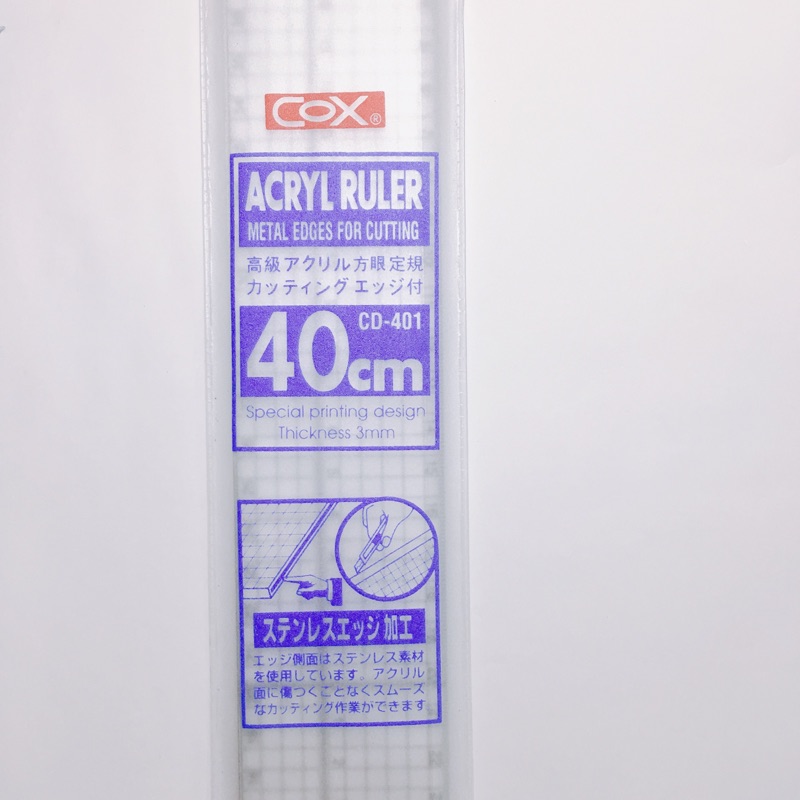 COX®
ACRYL RULER
METAL EDGES FOR CUTTING
高級アクリル方眼定規
カッティングエッジ付
CD-401
40cm
Special printing design
Thickness 3mm
ステンレスエッジ加工
エッジ側面はステンレス素材
を使用しています。アクリル
面に傷つくことなくスムーズ
なカッティング作業ができます